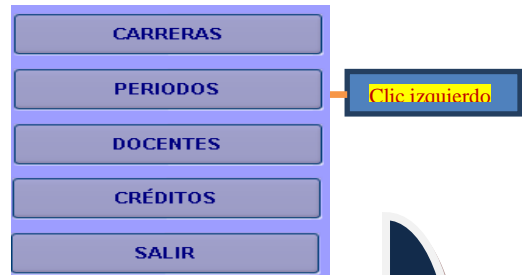 CARRERAS
PERIODOS
Clic izquierdo
DOCENTES
CRÉDITOS
SALIR